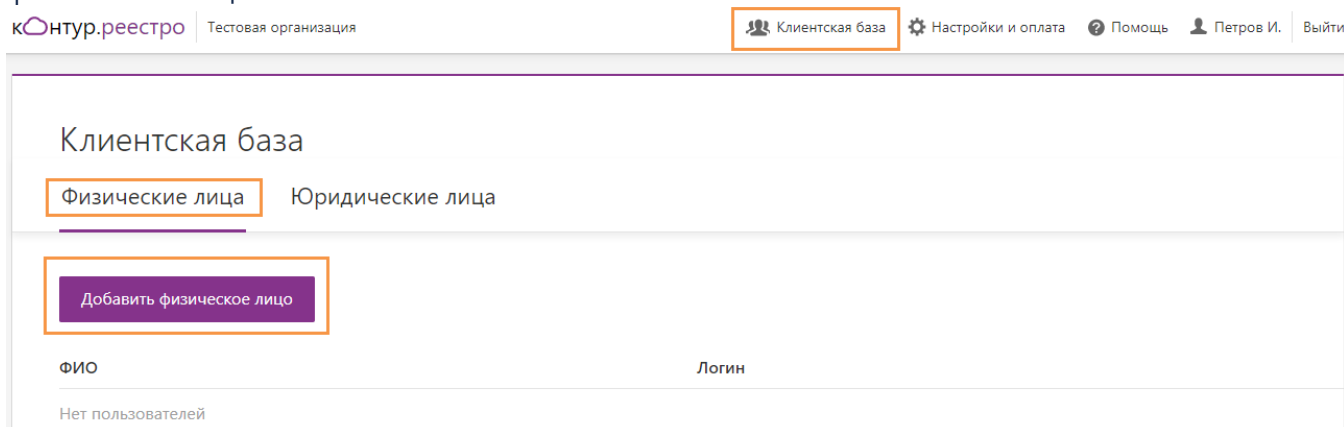 кОнтур.реестро Тестовая организация Клиентская база Настройки и оплата Помощь Петров И. Выйти
Клиентская база
Физические лица Юридические лица
Добавить физическое лицо
ФИО Логин
Нет пользователей